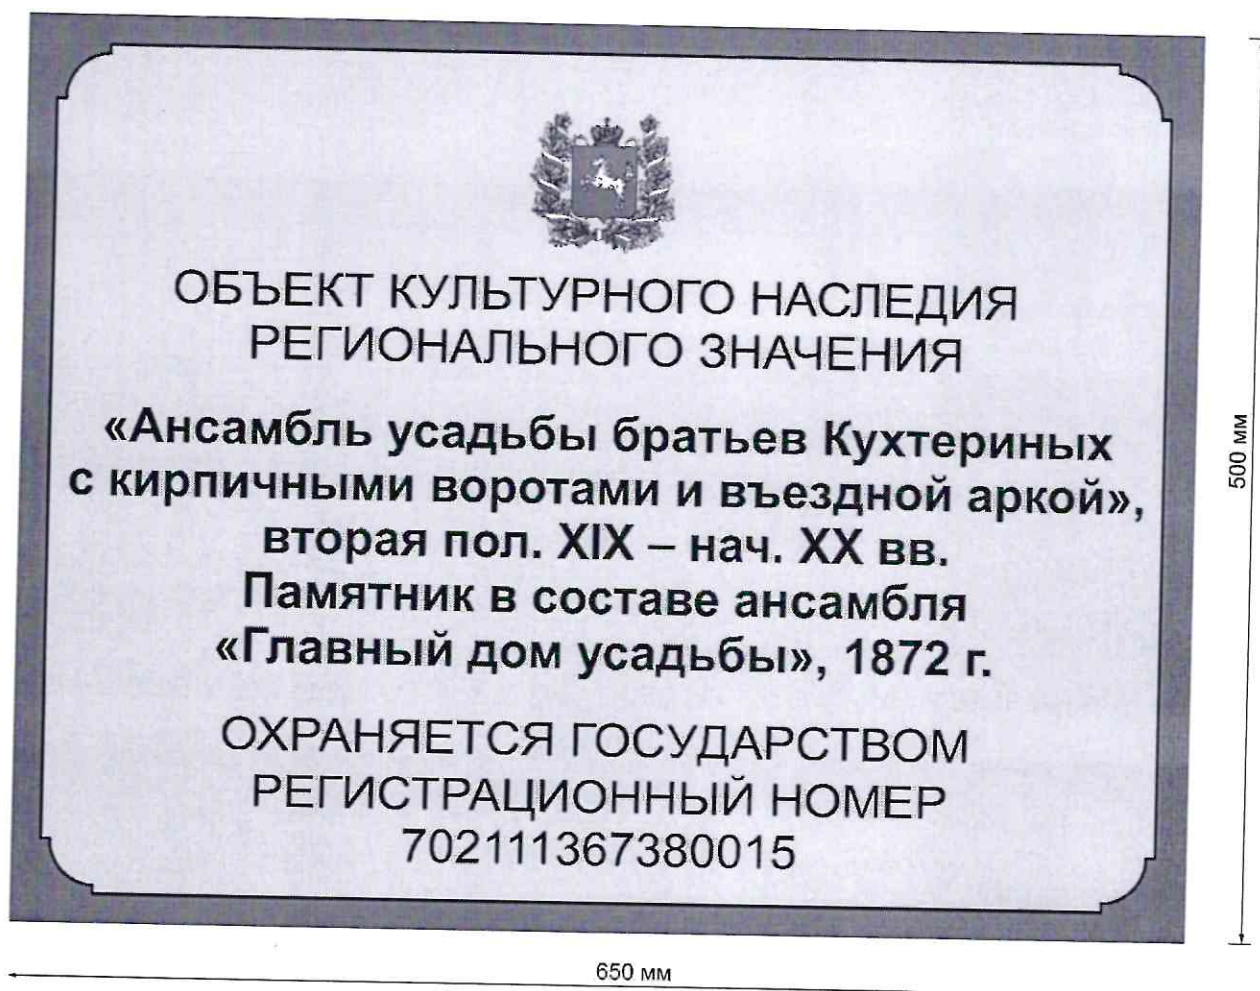 ОБЪЕКТ КУЛЬТУРНОГО НАСЛЕДИЯ
РЕГИОНАЛЬНОГО ЗНАЧЕНИЯ
«Ансамбль усадьбы братьев Кухтериных
с кирпичными воротами и въездной аркой»,
вторая пол. XIX – нач. XX вв.
Памятник в составе ансамбля
«Главный дом усадьбы», 1872 г.
ОХРАНЯЕТСЯ ГОСУДАРСТВОМ
РЕГИСТРАЦИОННЫЙ НОМЕР
702111367380015
500 мм
650 мм